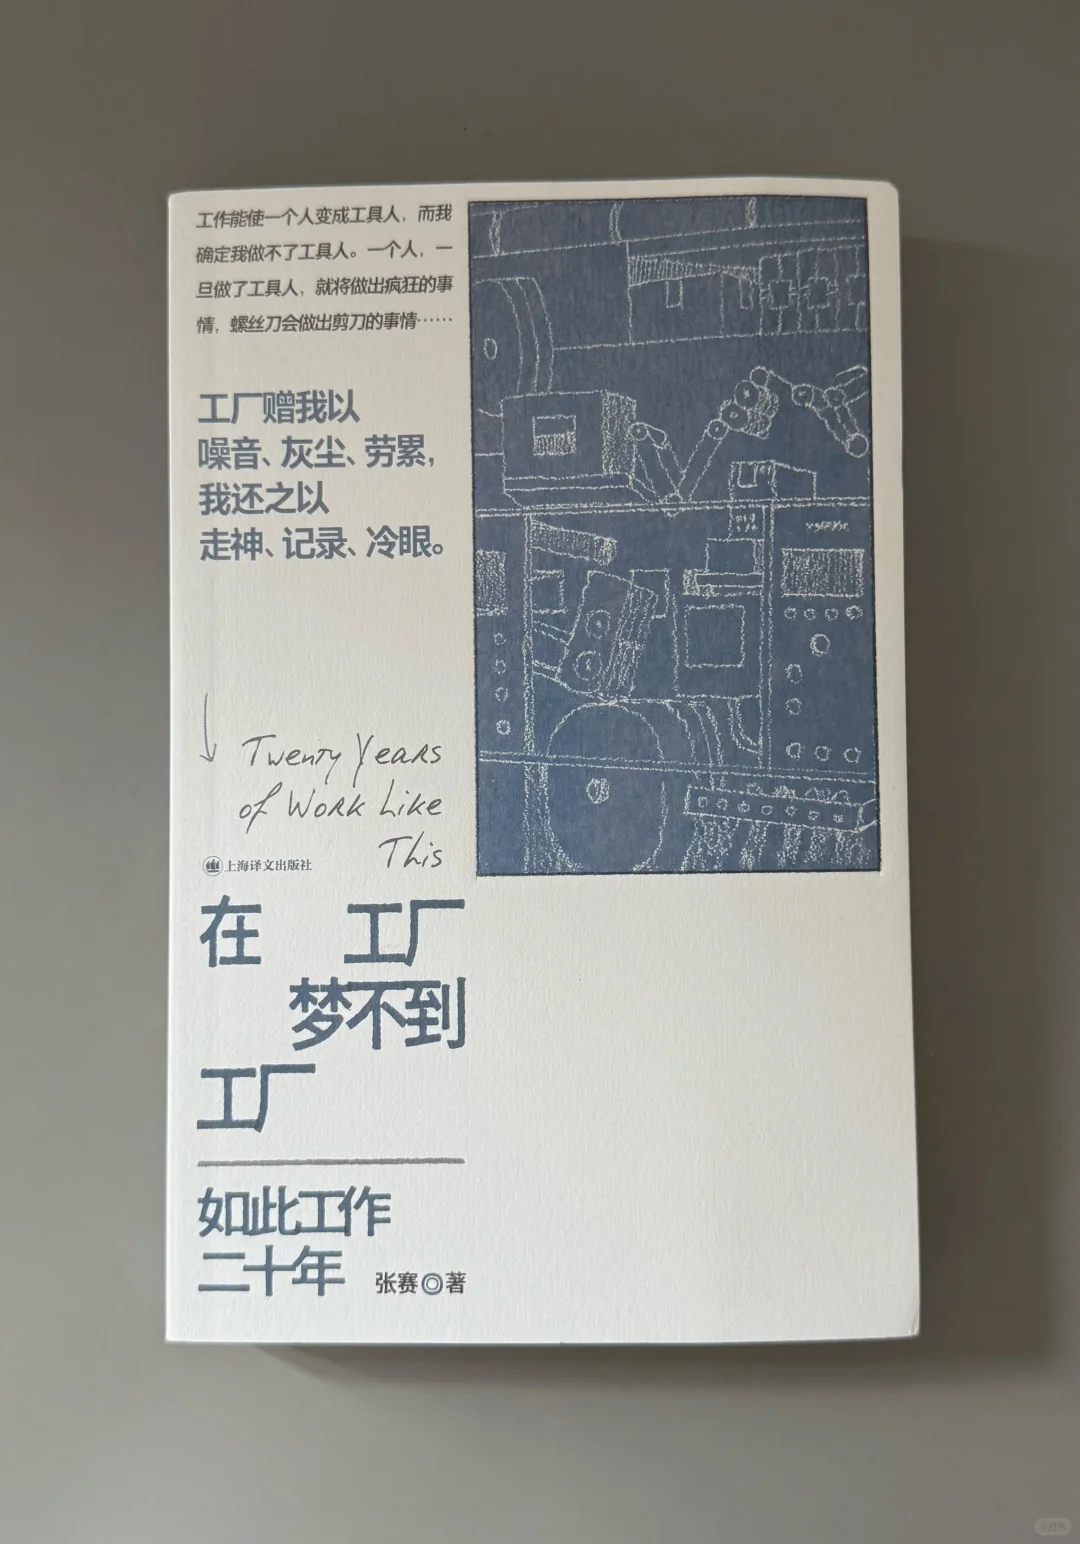 工作能使一个人变成工具人，而我
确定我做不了工具人。一个人，一
旦做了工具人，就将做出疯狂的事
情，螺丝刀会做出剪刀的事情……
工厂赠我以
噪音、灰尘、劳累，
我还之以
走神、记录、冷眼。
Twenty Years
of Work Like
This
上海译文出版社
在 工厂
梦不到
工厂
如此工作
二十年
张赛◎著